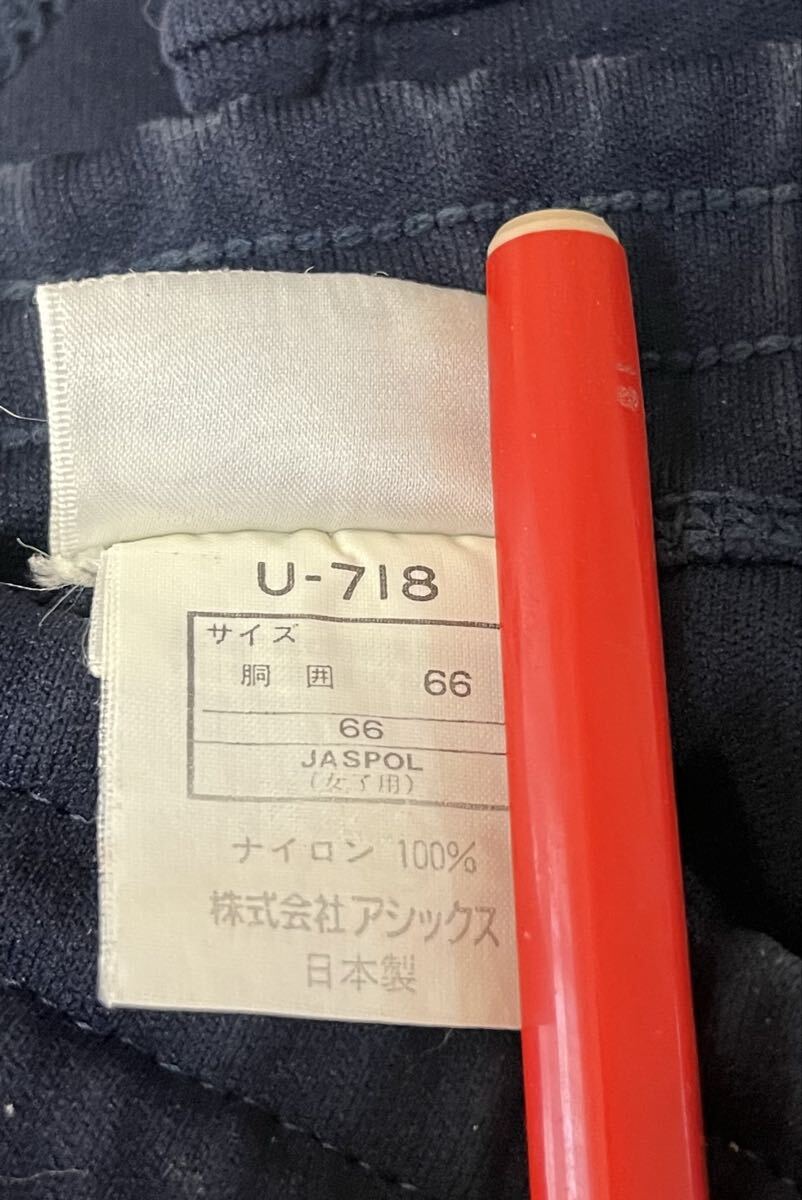 U-718
サイズ
胴 囲 66
66
JASPOL
(女子用)
ナイロン 100%
株式会社アシックス
日本製